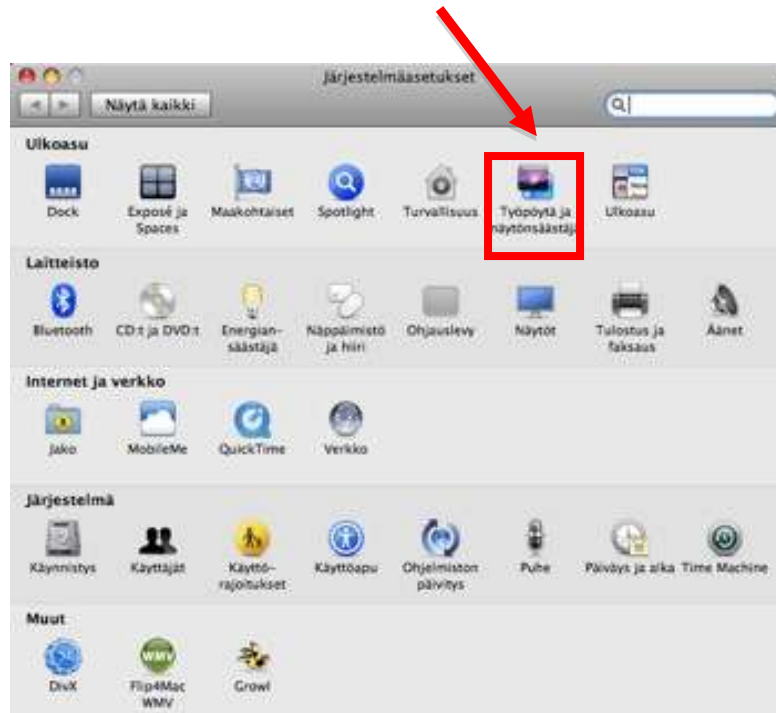 Järjestelmäasetukset
Näytä kaikki
Ulkoasu
Dock Exposé ja Spaces Maakohtaiset Spotlight Turvallisuus Työpöytä ja näytönsäästäjä Ulkoasu
Laitteisto
Bluetooth CD:t ja DVD:t Energian-säästäjä Näppäimistö ja hiiri Ohjauslevy Näytöt Tulostus ja faksaus Äänet
Internet ja verkko
Jako MobileMe QuickTime Verkko
Järjestelmä
Käynnistys Käyttäjät Käyttö-rajoitukset Käyttöapu Ohjelmiston päivitys Puhe Päiväys ja aika Time Machine
Muut
DivX Flip4Mac WMV Growl
WMV